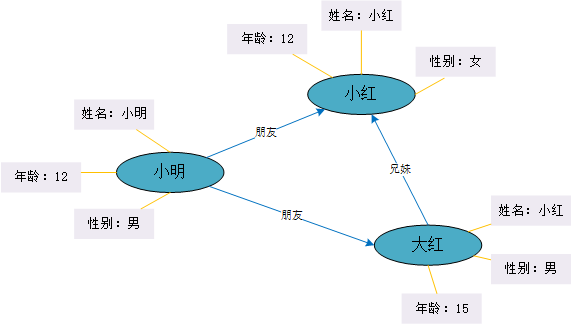 姓名：小红
年龄：12
性别：女
小红
姓名：小明
朋友
年龄：12
小明
兄妹
性别：男
朋友
姓名：小红
大红
性别：男
年龄：15